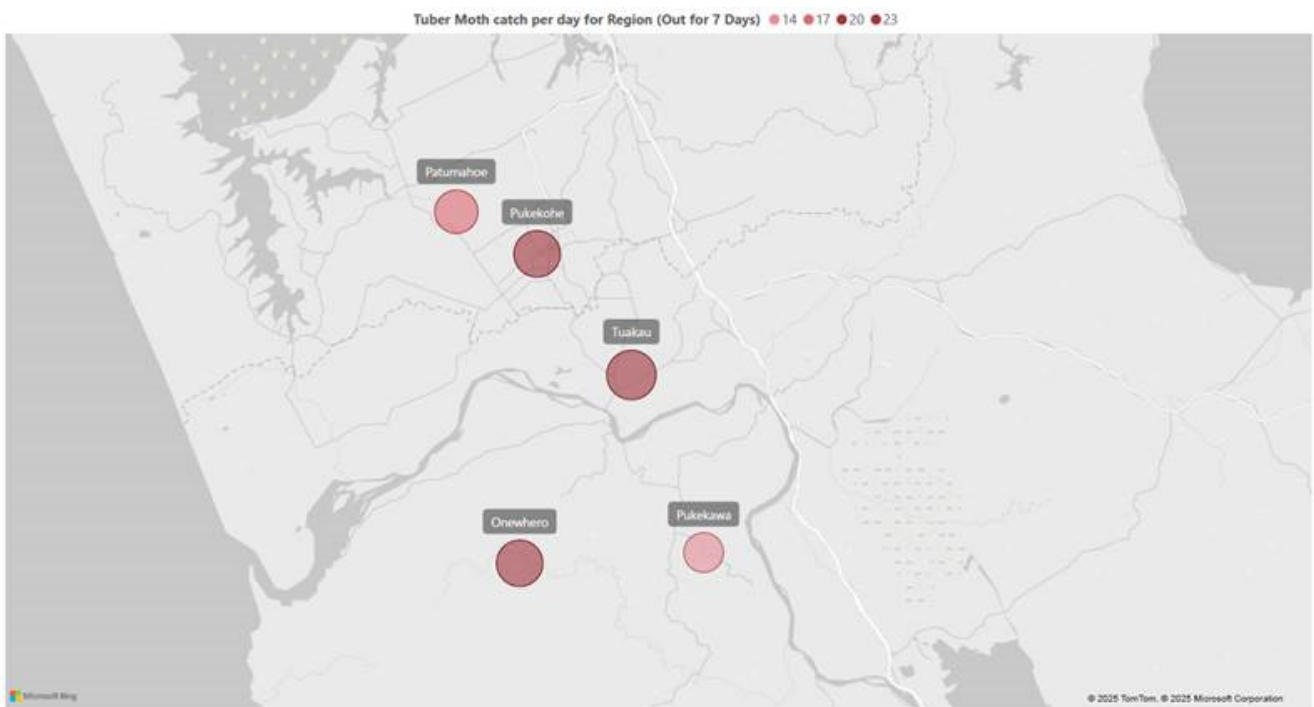 Tuber Moth catch per day for Region (Out for 7 Days) 14 17 20 23
Patumahoe
Pukekohe
Tuakau
Onewhero
Pukekawa
Microsoft Bing
© 2025 TomTom, © 2025 Microsoft Corporation